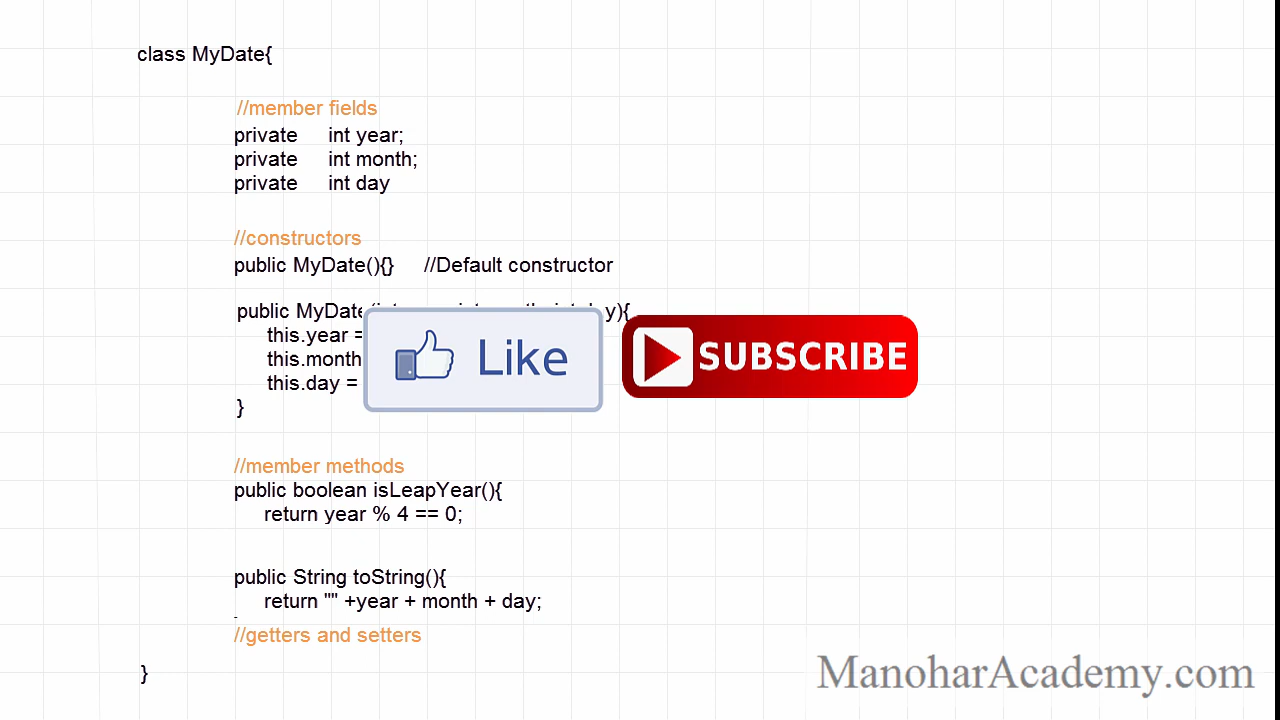 class MyDate{
//member fields
private int year;
private int month;
private int day
//constructors
public MyDate(){} //Default constructor
public MyDate y){
this.year =
this.month
this.day =
}
Like
SUBSCRIBE
//member methods
public boolean isLeapYear(){
return year % 4 == 0;
public String toString(){
return "" +year + month + day;
//getters and setters
}
ManoharAcademy.com